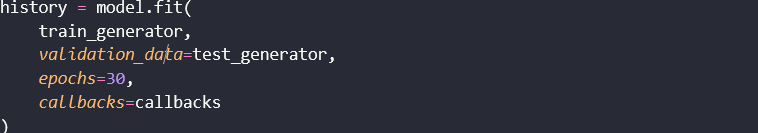 history = model.fit(
    train_generator,
    validation_data=test_generator,
    epochs=30,
    callbacks=callbacks
)